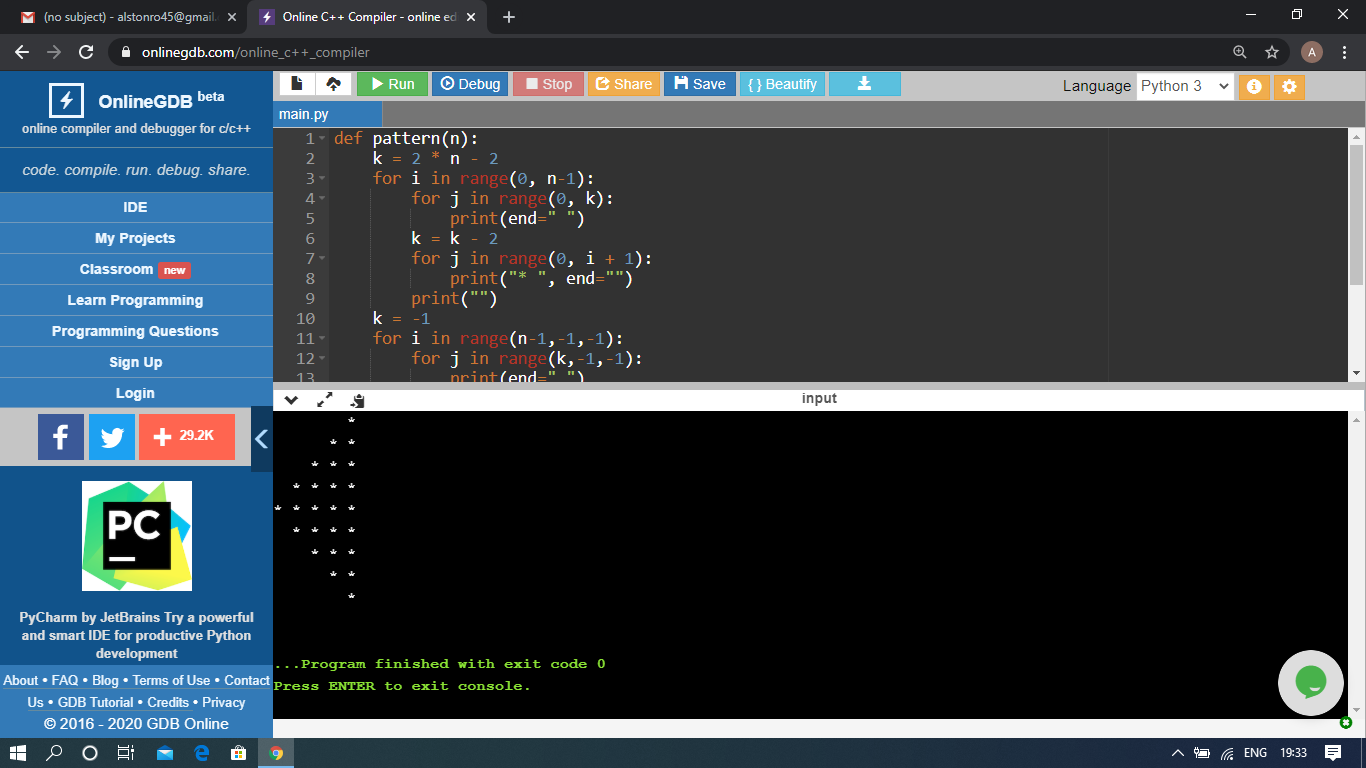 (no subject) - alstonro45@gmail.
Online C++ Compiler - online ed
onlinegdb.com/online_c++_compiler
A
OnlineGDB beta
online compiler and debugger for c/c++
code. compile. run. debug. share.
IDE
My Projects
Classroom new
Learn Programming
Programming Questions
Sign Up
Login
29.2K
PC
PyCharm by JetBrains Try a powerful
and smart IDE for productive Python
development
About • FAQ • Blog • Terms of Use • Contact
Us • GDB Tutorial • Credits • Privacy
© 2016 - 2020 GDB Online
Run Debug Stop Share Save { } Beautify
Language Python 3
main.py
1 def pattern(n):
2     k = 2 * n - 2
3     for i in range(0, n-1):
4         for j in range(0, k):
5             print(end=" ")
6         k = k - 2
7         for j in range(0, i + 1):
8             print("* ", end="")
9         print("")
10     k = -1
11     for i in range(n-1,-1,-1):
12         for j in range(k,-1,-1):
13             print(end=" ")
input
        *
      * *
    * * *
  * * * *
* * * * *
  * * * *
    * * *
      * *
        *
...Program finished with exit code 0
Press ENTER to exit console.
ENG 19:33